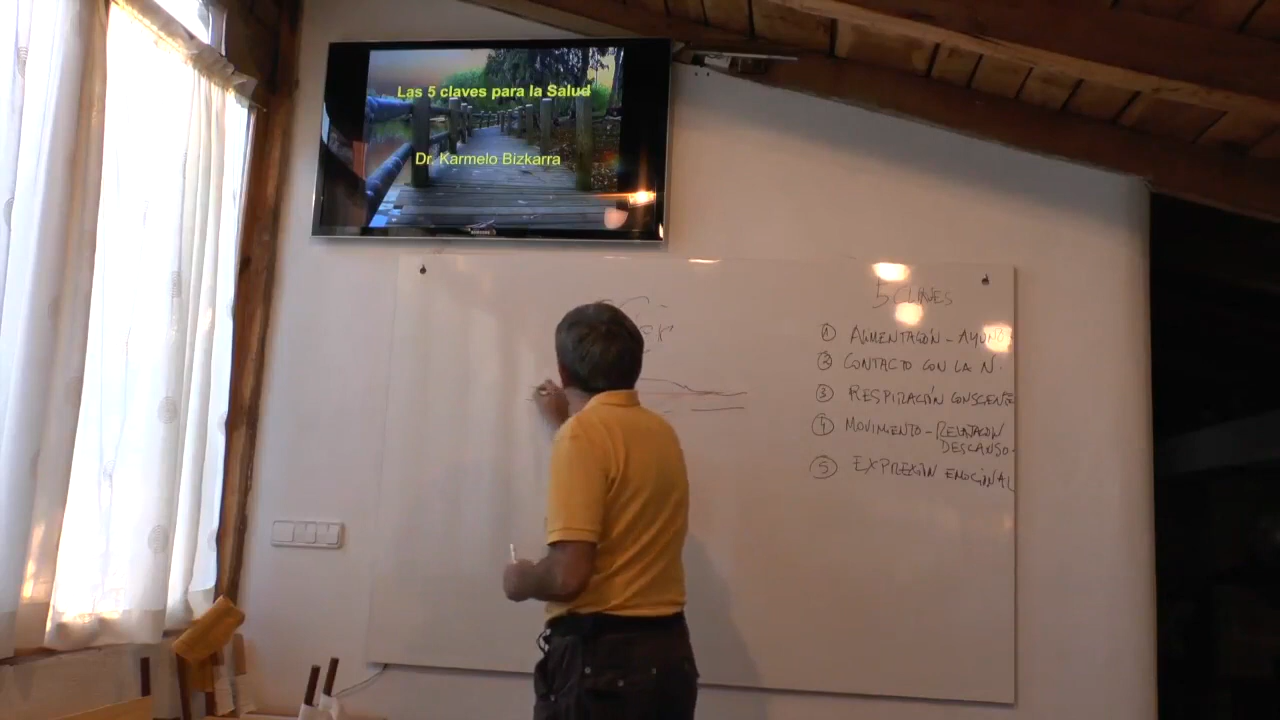 Las 5 claves para la Salud
Dr. Karmelo Bizkarra
SAMSUNG
5 CLAVES
① ALIMENTACIÓN - AYUNO
② CONTACTO CON LA N.
③ RESPIRACIÓN CONSCIENTE
④ MOVIMIENTO - RELAJACIÓN
DESCANSO.
⑤ EXPRESIÓN EMOCIONAL